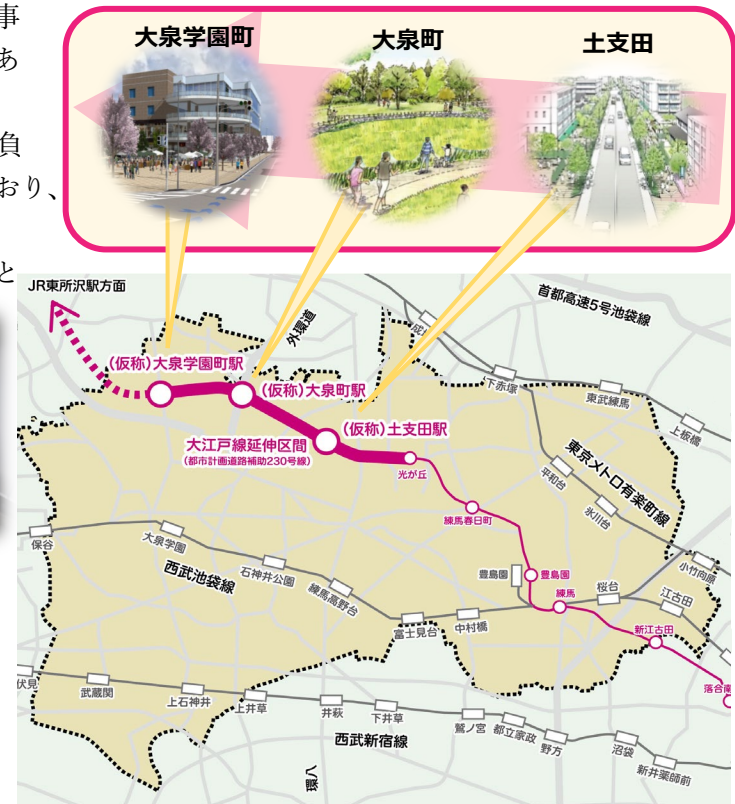 事
あ
負
おり、
と
大泉学園町
大泉町
土支田
JR東所沢駅方面
外環道
首都高速5号池袋線
(仮称)大泉学園町駅
(仮称)大泉町駅
(仮称)土支田駅
大江戸線延伸区間
(都市計画道路補助230号線)
光が丘
下赤塚
東武練馬
上板橋
東京メトロ有楽町線
平和台
氷川台
小竹向原
練馬春日町
豊島園
豊島園
練馬
桜台
江古田
新江古田
保谷
大泉学園
西武池袋線
石神井公園
練馬高野台
富士見台
中村橋
伏見
武蔵関
上石神井
上井草
井荻
下井草
西武新宿線
鷺ノ宮
都立家政
野方
沼袋
新井薬師前
落合南
環八